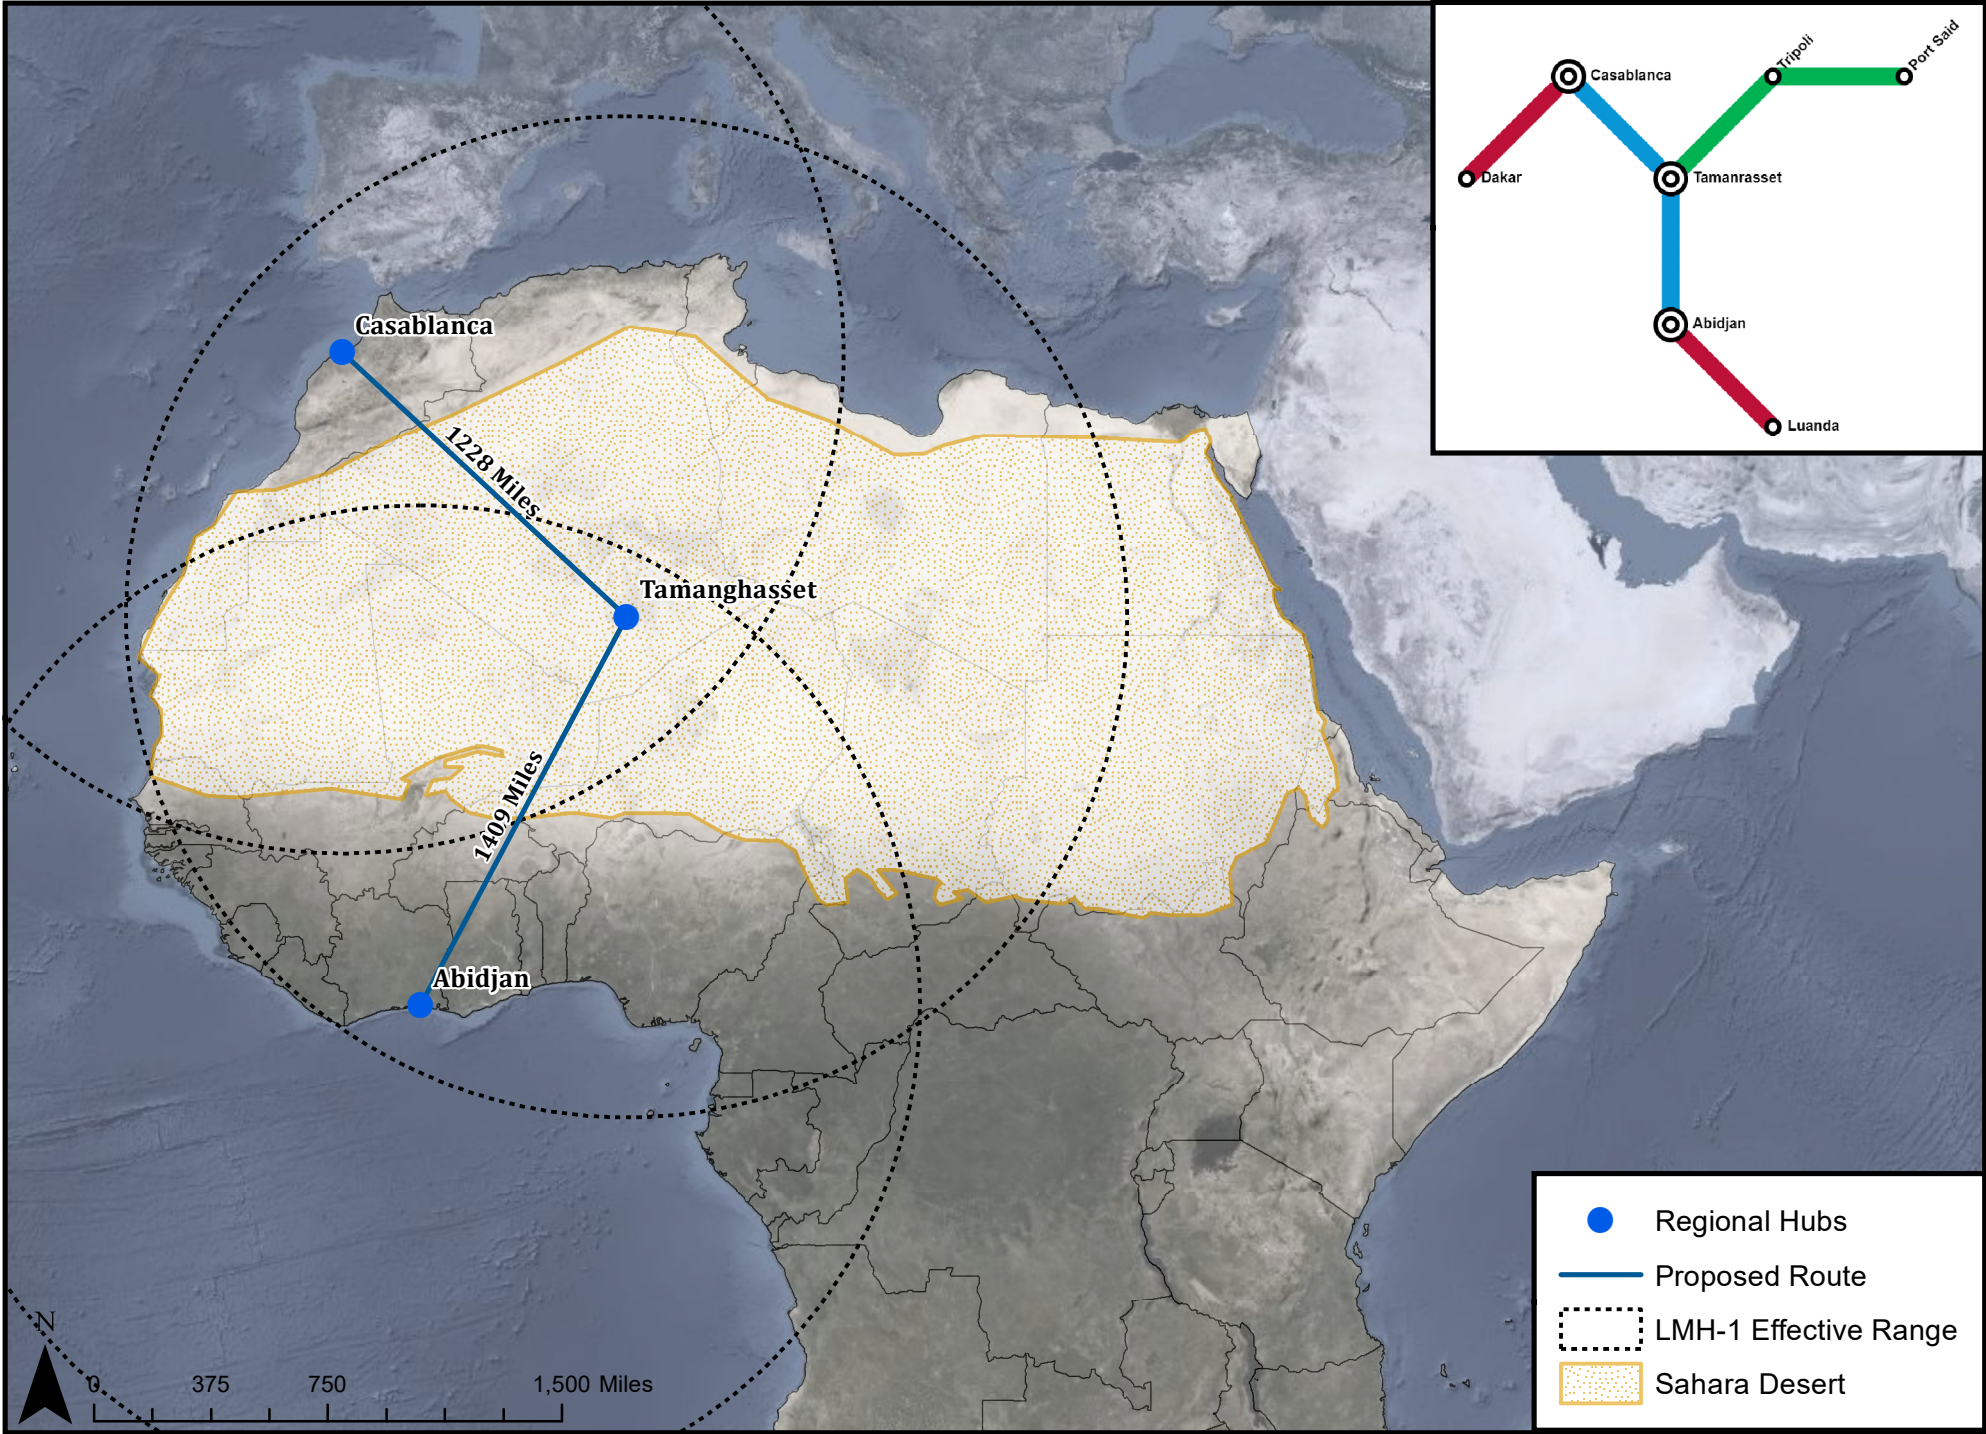 Casablanca
Tripoli
Port Said
Dakar
Tamanrasset
Abidjan
Luanda
Casablanca
1228 Miles
Tamanghasset
1409 Miles
Abidjan
N
0 375 750 1,500 Miles
Regional Hubs
Proposed Route
LMH-1 Effective Range
Sahara Desert